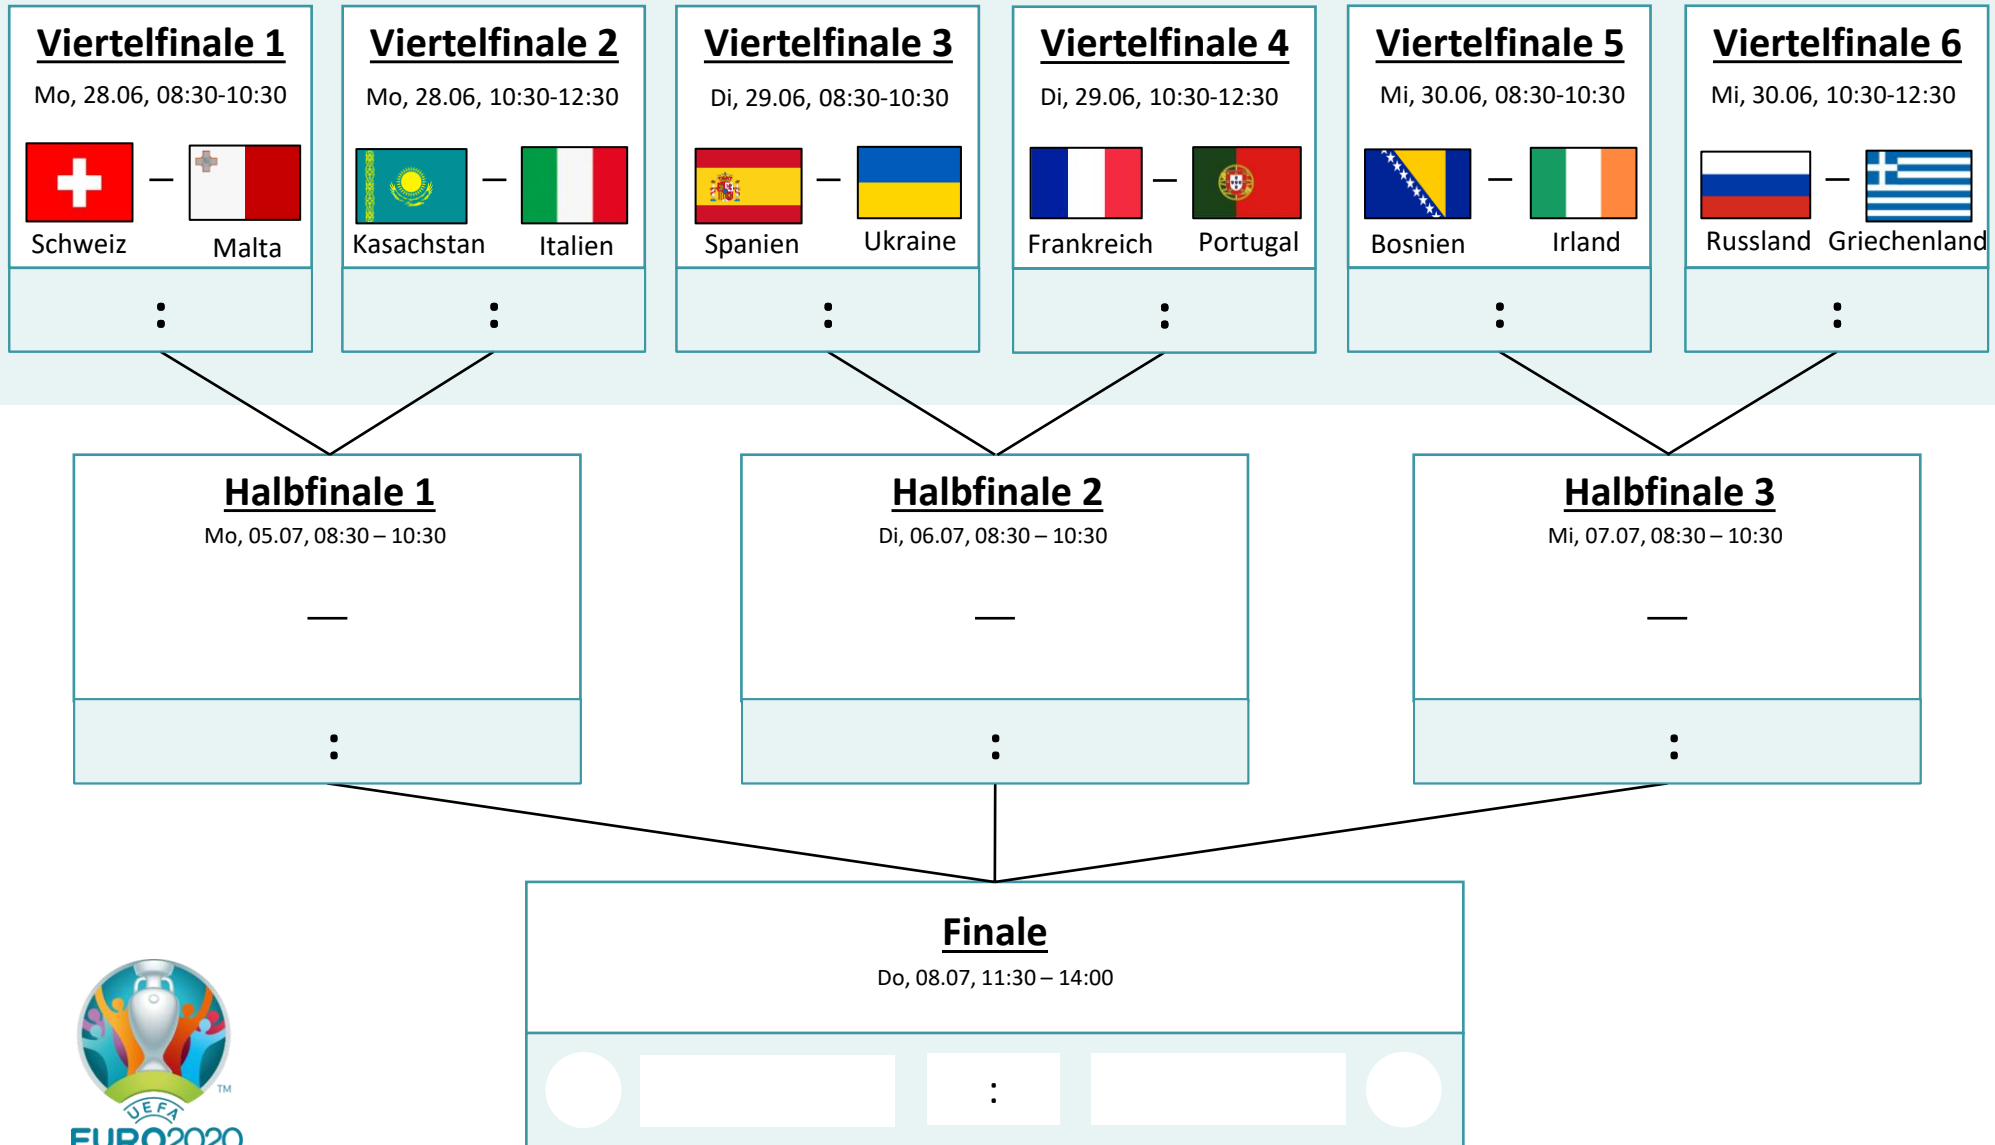 Viertelfinale 1
Mo, 28.06, 08:30-10:30
–
Schweiz Malta
:
Viertelfinale 2
Mo, 28.06, 10:30-12:30
–
Kasachstan Italien
:
Viertelfinale 3
Di, 29.06, 08:30-10:30
–
Spanien Ukraine
:
Viertelfinale 4
Di, 29.06, 10:30-12:30
–
Frankreich Portugal
:
Viertelfinale 5
Mi, 30.06, 08:30-10:30
–
Bosnien Irland
:
Viertelfinale 6
Mi, 30.06, 10:30-12:30
–
Russland Griechenland
:
Halbfinale 1
Mo, 05.07, 08:30 – 10:30
—
:
Halbfinale 2
Di, 06.07, 08:30 – 10:30
—
:
Halbfinale 3
Mi, 07.07, 08:30 – 10:30
—
:
Finale
Do, 08.07, 11:30 – 14:00
:
TM
UEFA
EURO2020